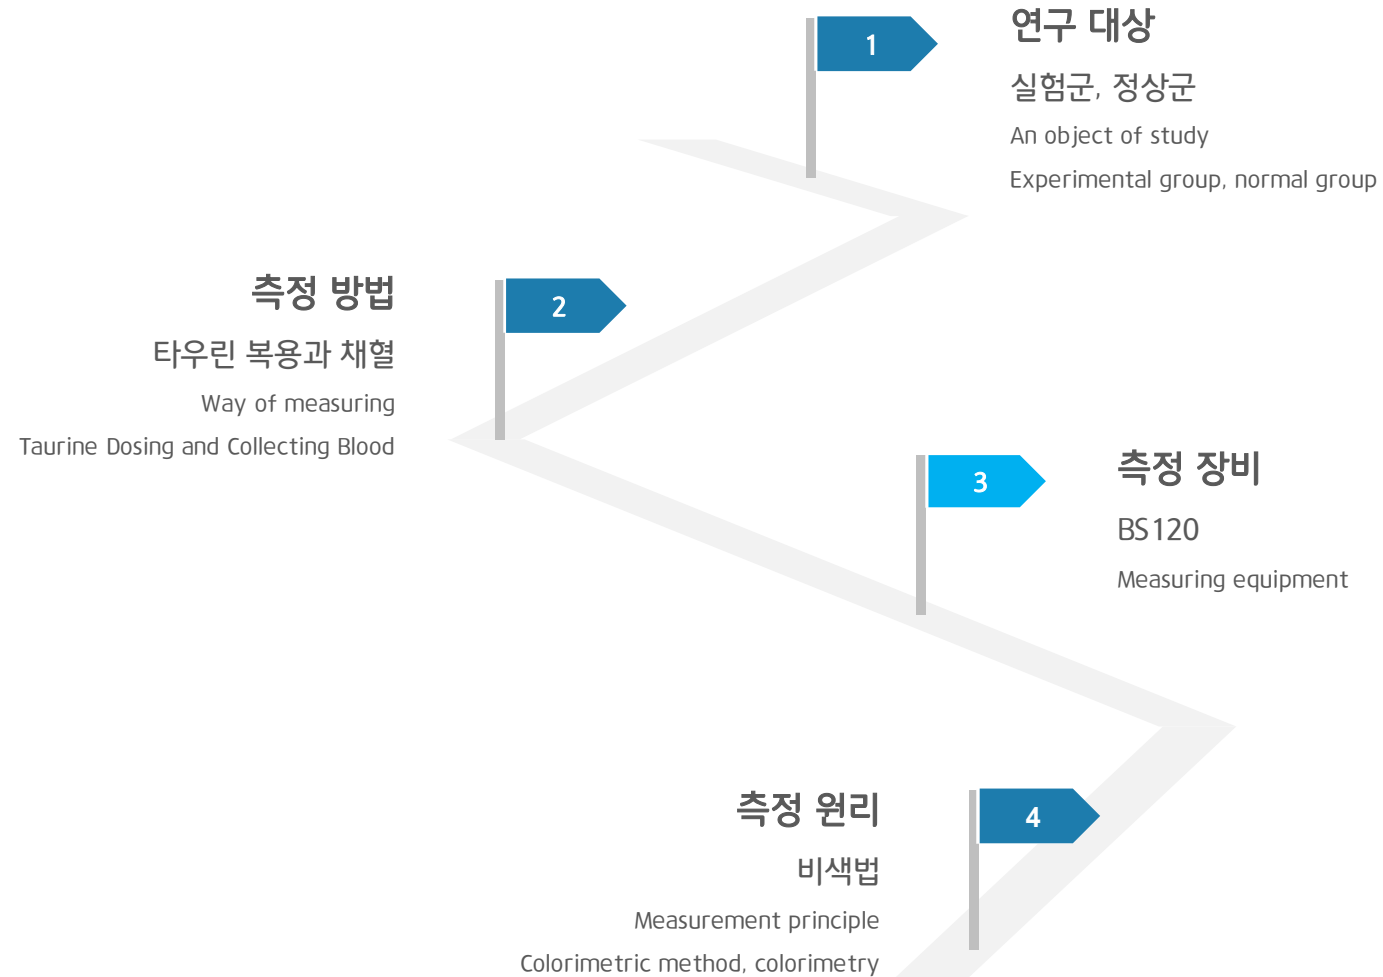 1
연구 대상
실험군, 정상군
An object of study
Experimental group, normal group
2
측정 방법
타우린 복용과 채혈
Way of measuring
Taurine Dosing and Collecting Blood
3
측정 장비
BS120
Measuring equipment
4
측정 원리
비색법
Measurement principle
Colorimetric method, colorimetry